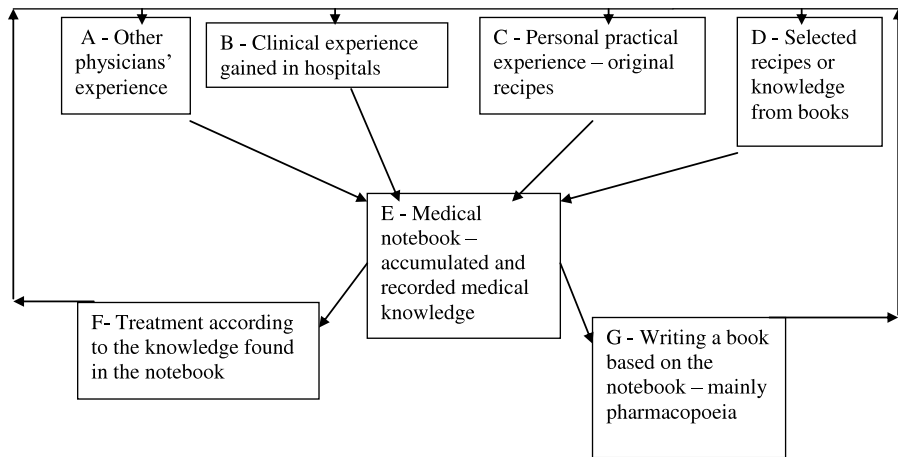 A - Other
physicians’
experience
B - Clinical experience
gained in hospitals
C - Personal practical
experience – original
recipes
D - Selected
recipes or
knowledge
from books
E - Medical
notebook –
accumulated and
recorded medical
knowledge
F- Treatment according
to the knowledge found
in the notebook
G - Writing a book
based on the
notebook – mainly
pharmacopoeia